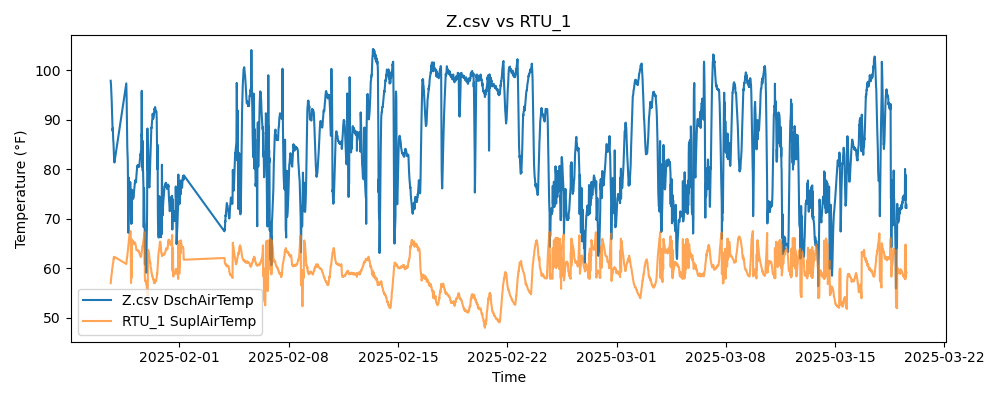 Z.csv vs RTU_1
Temperature (°F)
100
90
80
70
60
50
Z.csv DschAirTemp
RTU_1 SuplAirTemp
2025-02-01
2025-02-08
2025-02-15
2025-02-22
2025-03-01
2025-03-08
2025-03-15
2025-03-22
Time